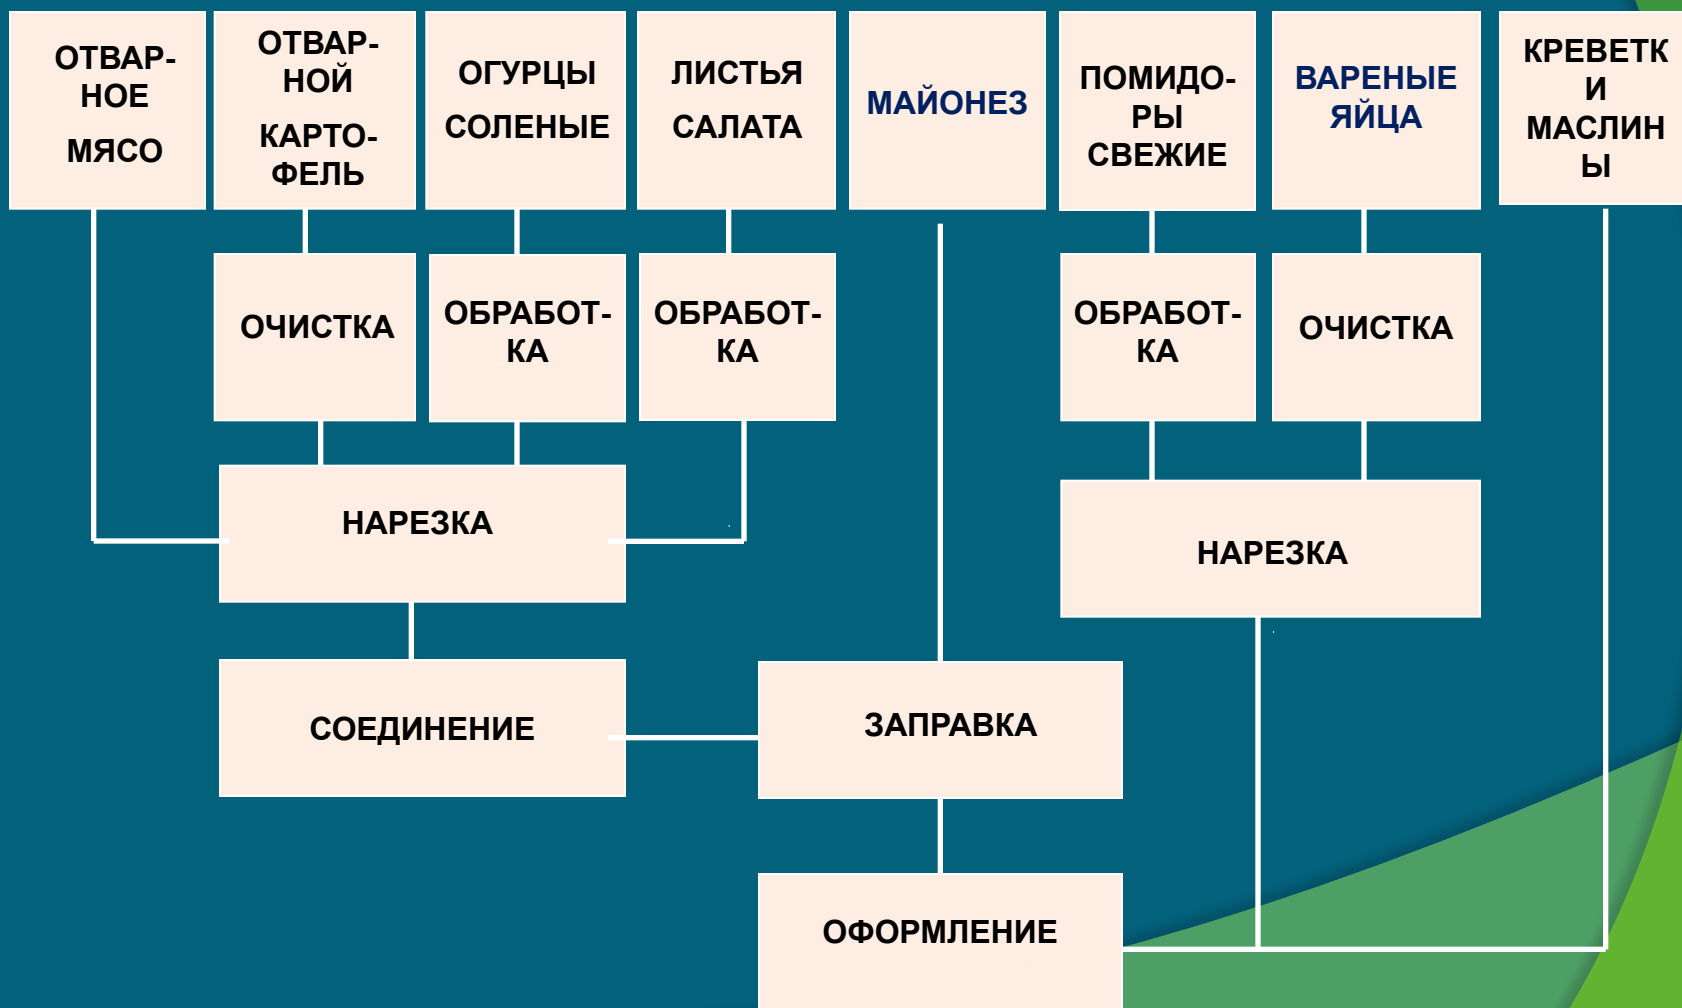 ОТВАР-
НОЕ
МЯСО
ОТВАР-
НОЙ
КАРТО-
ФЕЛЬ
ОГУРЦЫ
СОЛЕНЫЕ
ЛИСТЬЯ
САЛАТА
МАЙОНЕЗ
ПОМИДО-
РЫ
СВЕЖИЕ
ВАРЕНЫЕ
ЯЙЦА
КРЕВЕТК
И
МАСЛИН
Ы
ОЧИСТКА
ОБРАБОТ-
КА
ОБРАБОТ-
КА
ОБРАБОТ-
КА
ОЧИСТКА
НАРЕЗКА
НАРЕЗКА
СОЕДИНЕНИЕ
ЗАПРАВКА
ОФОРМЛЕНИЕ